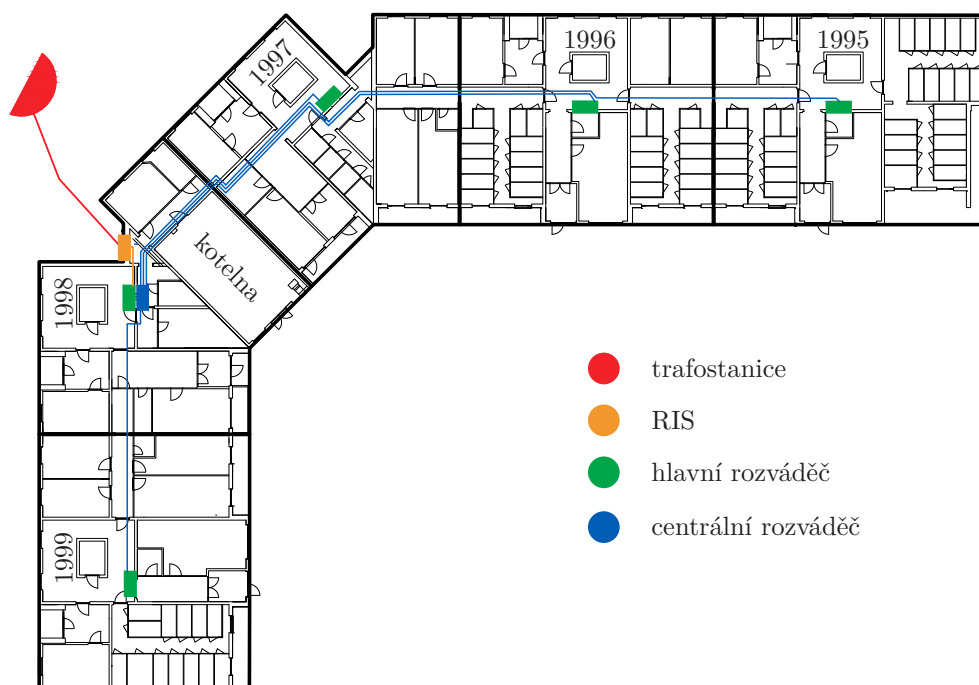 1997
1996
1995
kotelna
1998
1999
trafostanice
RIS
hlavní rozváděč
centrální rozváděč